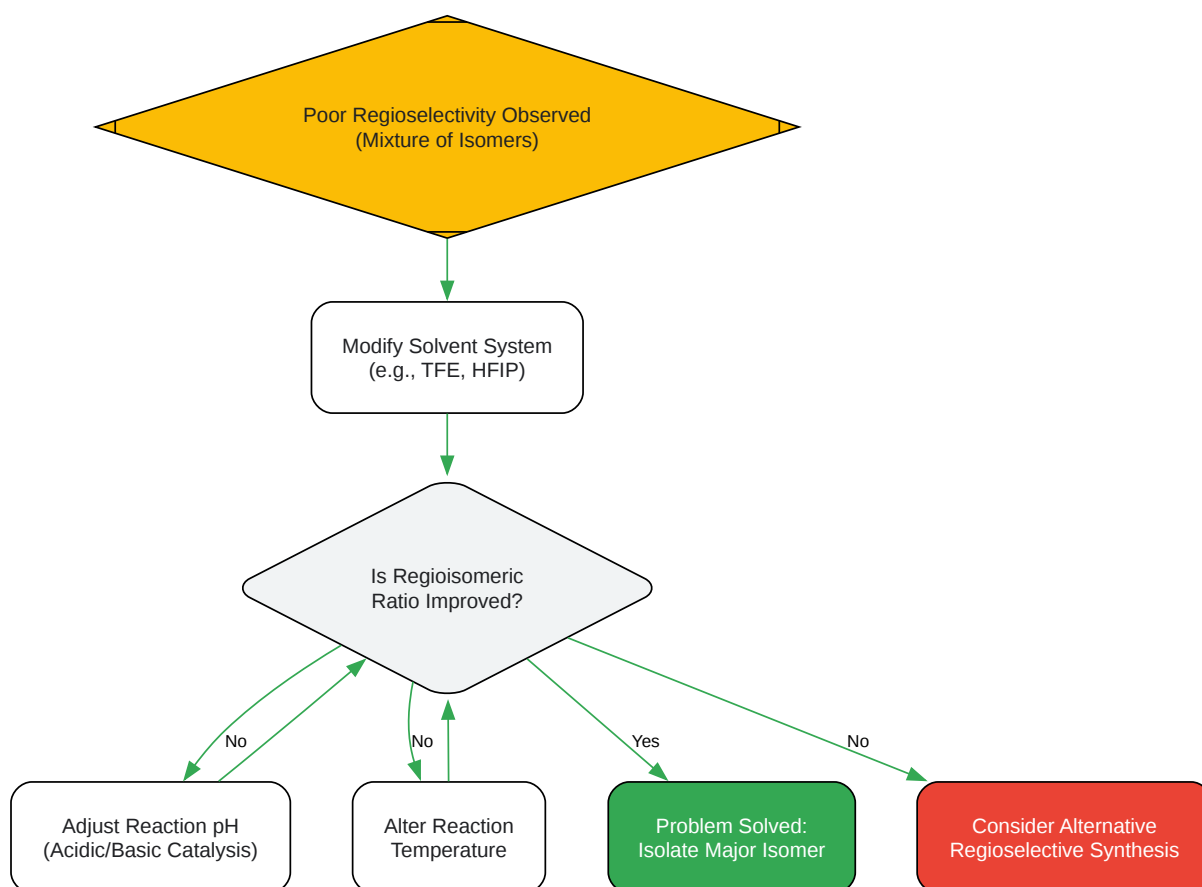 Poor Regioselectivity Observed
(Mixture of Isomers)
Modify Solvent System
(e.g., TFE, HFIP)
Is Regioisomeric
Ratio Improved?
No
No
Yes
No
Adjust Reaction pH
(Acidic/Basic Catalysis)
Alter Reaction
Temperature
Problem Solved:
Isolate Major Isomer
Consider Alternative
Regioselective Synthesis